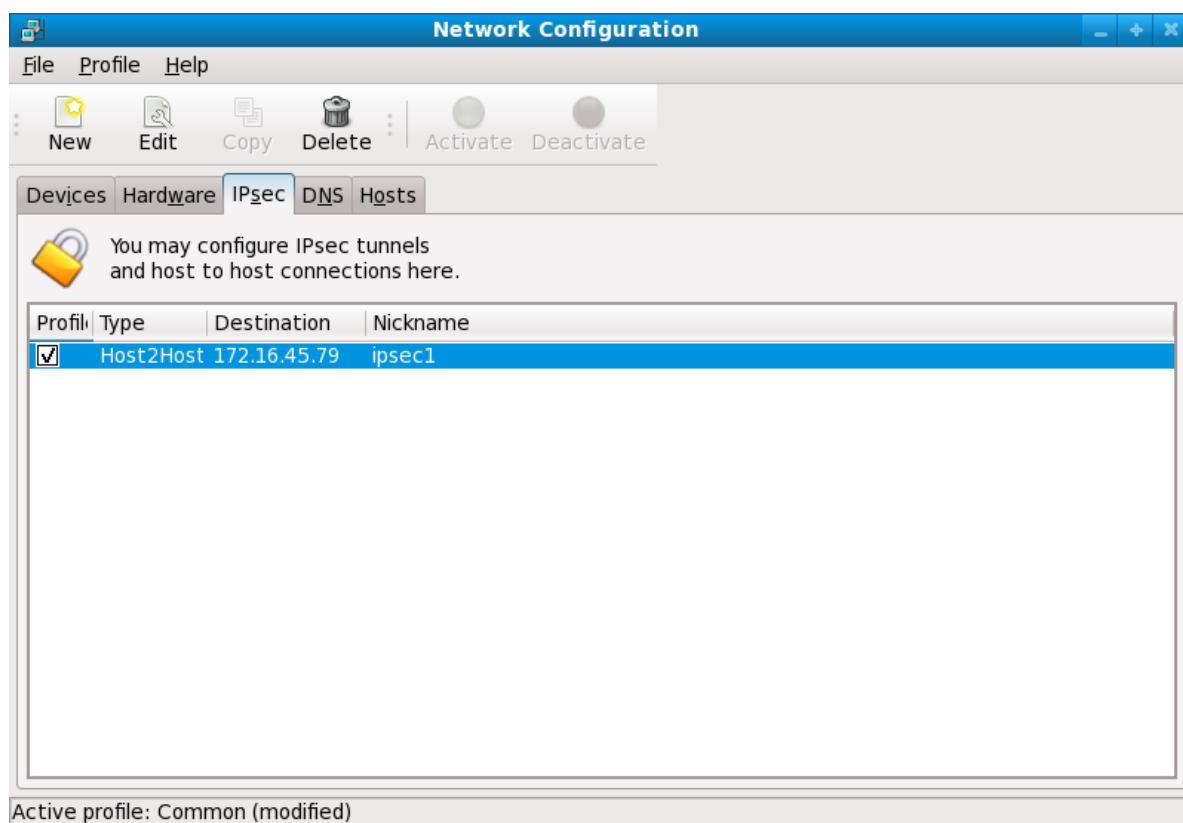 Network Configuration
File Profile Help
New Edit Copy Delete Activate Deactivate
Devices Hardware IPsec DNS Hosts
You may configure IPsec tunnels
and host to host connections here.
Profil Type Destination Nickname
Host2Host 172.16.45.79 ipsec1
Active profile: Common (modified)